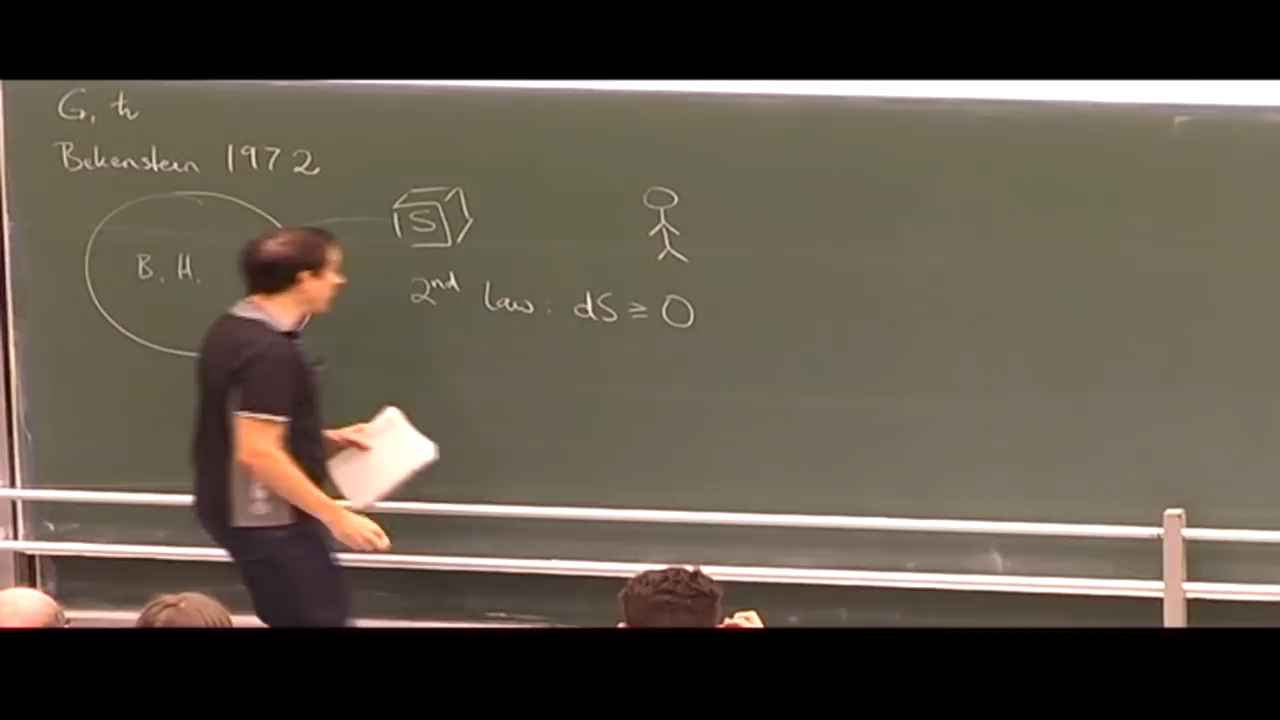 G, ħ
Bekenstein 1972
B. H.
S
2nd Law: dS ≥ 0